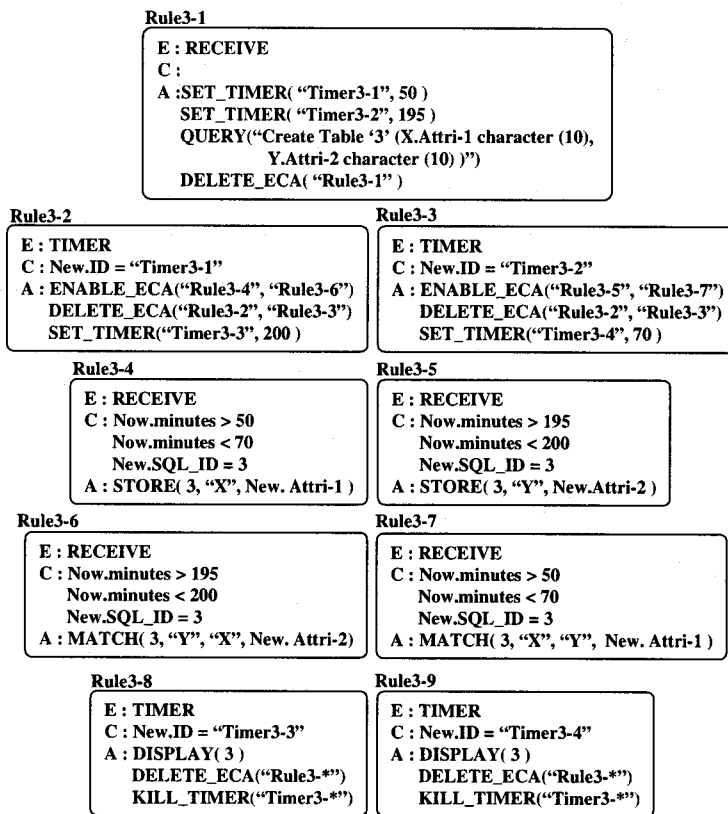 Rule3-1
E : RECEIVE
C :
A :SET_TIMER( “Timer3-1”, 50 )
SET_TIMER( “Timer3-2”, 195 )
QUERY(“Create Table ‘3’ (X.Attri-1 character (10),
Y.Attri-2 character (10) )”)
DELETE_ECA( “Rule3-1” )
Rule3-2
E : TIMER
C : New.ID = “Timer3-1”
A : ENABLE_ECA(“Rule3-4”, “Rule3-6”)
DELETE_ECA(“Rule3-2”, “Rule3-3”)
SET_TIMER(“Timer3-3”, 200 )
Rule3-3
E : TIMER
C : New.ID = “Timer3-2”
A : ENABLE_ECA(“Rule3-5”, “Rule3-7”)
DELETE_ECA(“Rule3-2”, “Rule3-3”)
SET_TIMER(“Timer3-4”, 70 )
Rule3-4
E : RECEIVE
C : Now.minutes > 50
Now.minutes < 70
New.SQL_ID = 3
A : STORE( 3, “X”, New. Attri-1 )
Rule3-5
E : RECEIVE
C : Now.minutes > 195
Now.minutes < 200
New.SQL_ID = 3
A : STORE( 3, “Y”, New.Attri-2 )
Rule3-6
E : RECEIVE
C : Now.minutes > 195
Now.minutes < 200
New.SQL_ID = 3
A : MATCH( 3, “Y”, “X”, New. Attri-2)
Rule3-7
E : RECEIVE
C : Now.minutes > 50
Now.minutes < 70
New.SQL_ID = 3
A : MATCH( 3, “X”, “Y”, New. Attri-1 )
Rule3-8
E : TIMER
C : New.ID = “Timer3-3”
A : DISPLAY( 3 )
DELETE_ECA(“Rule3-*”)
KILL_TIMER(“Timer3-*”)
Rule3-9
E : TIMER
C : New.ID = “Timer3-4”
A : DISPLAY( 3 )
DELETE_ECA(“Rule3-*”)
KILL_TIMER(“Timer3-*”)